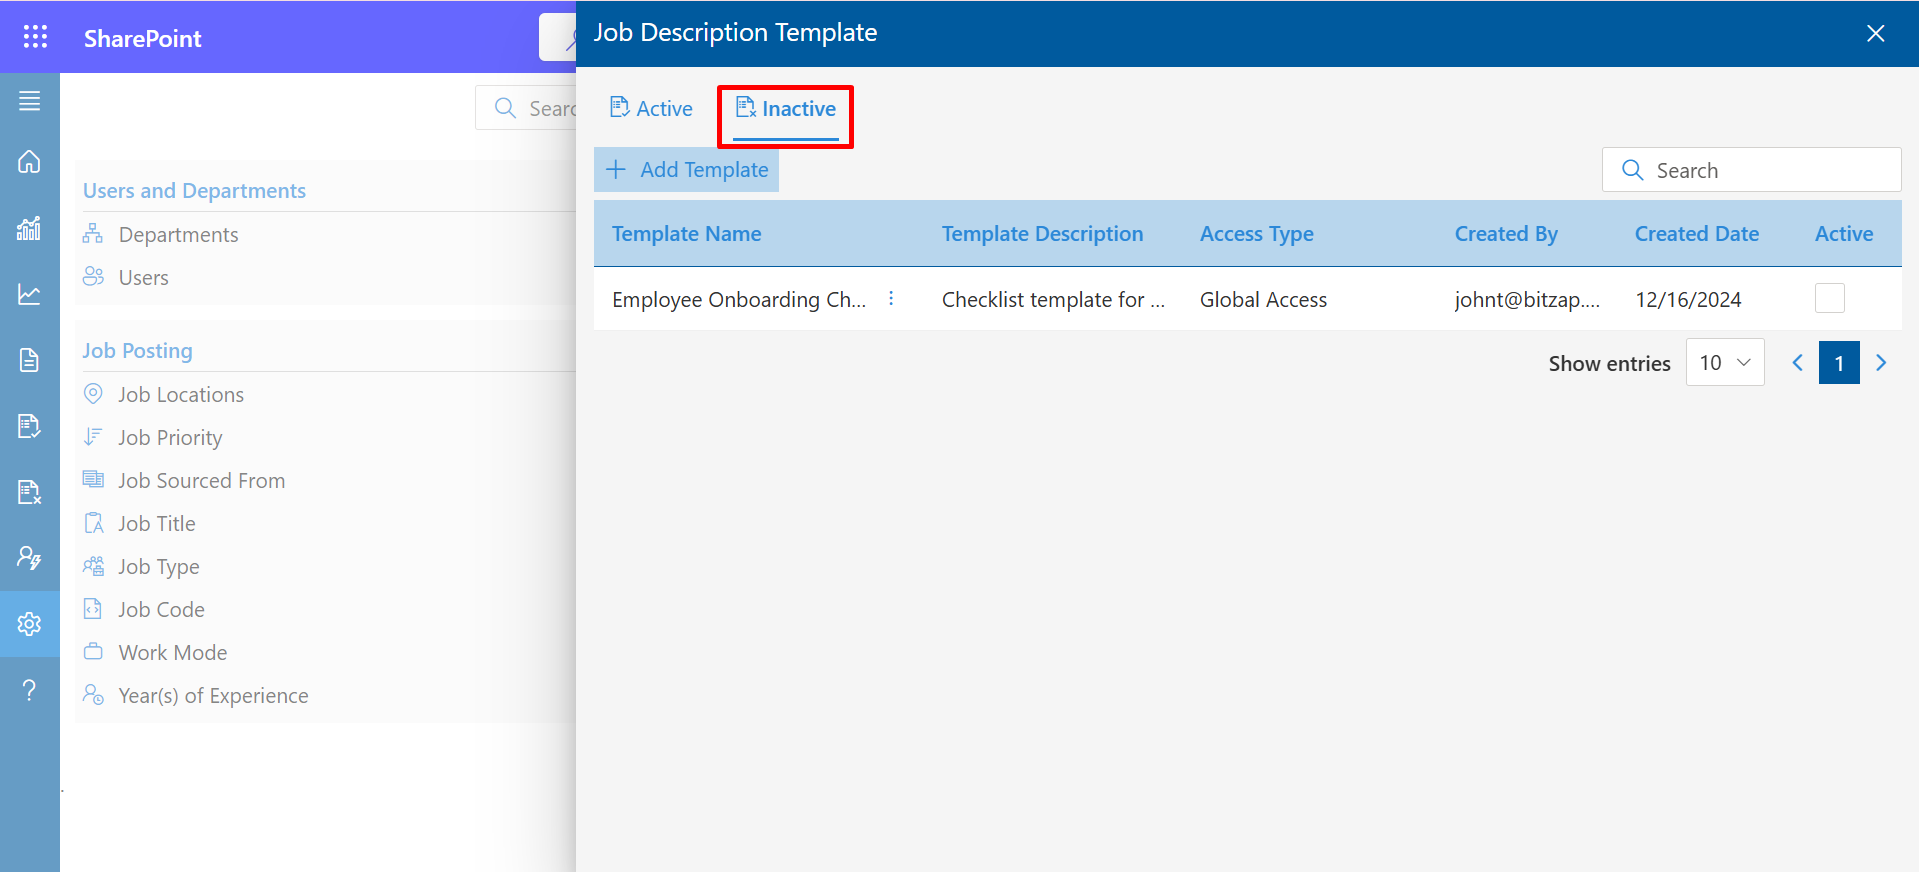 SharePoint
Job Description Template
Searc
Active
Inactive
Add Template
Search
Users and Departments
Departments
Users
Job Posting
Job Locations
Job Priority
Job Sourced From
Job Title
Job Type
Job Code
Work Mode
Year(s) of Experience
Template Name Template Description Access Type Created By Created Date Active
Employee Onboarding Ch... Checklist template for ... Global Access johnt@bitzap.... 12/16/2024
Show entries 10 1